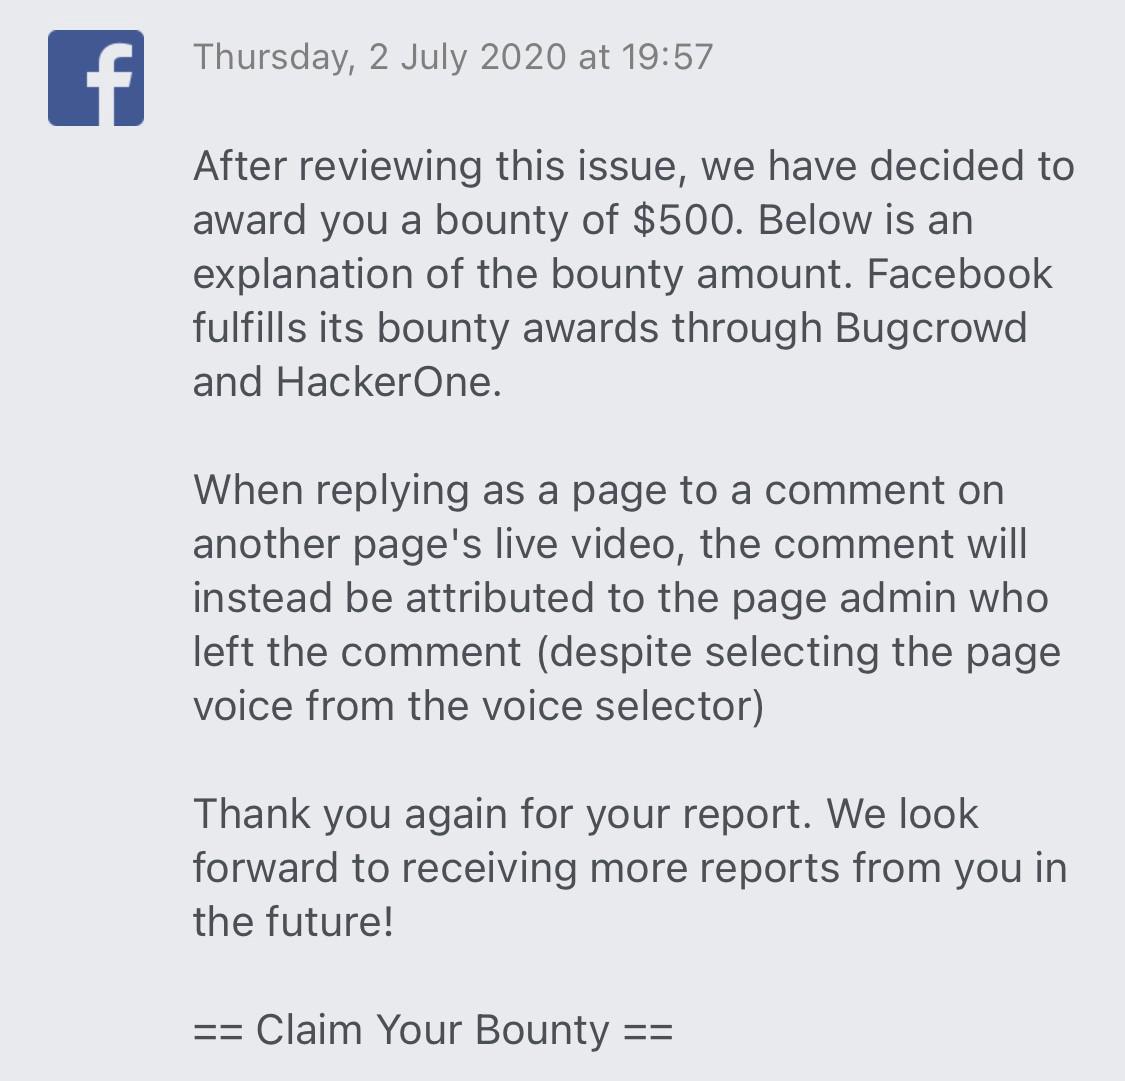 Thursday, 2 July 2020 at 19:57
After reviewing this issue, we have decided to
award you a bounty of $500. Below is an
explanation of the bounty amount. Facebook
fulfills its bounty awards through Bugcrowd
and HackerOne.
When replying as a page to a comment on
another page's live video, the comment will
instead be attributed to the page admin who
left the comment (despite selecting the page
voice from the voice selector)
Thank you again for your report. We look
forward to receiving more reports from you in
the future!
== Claim Your Bounty ==